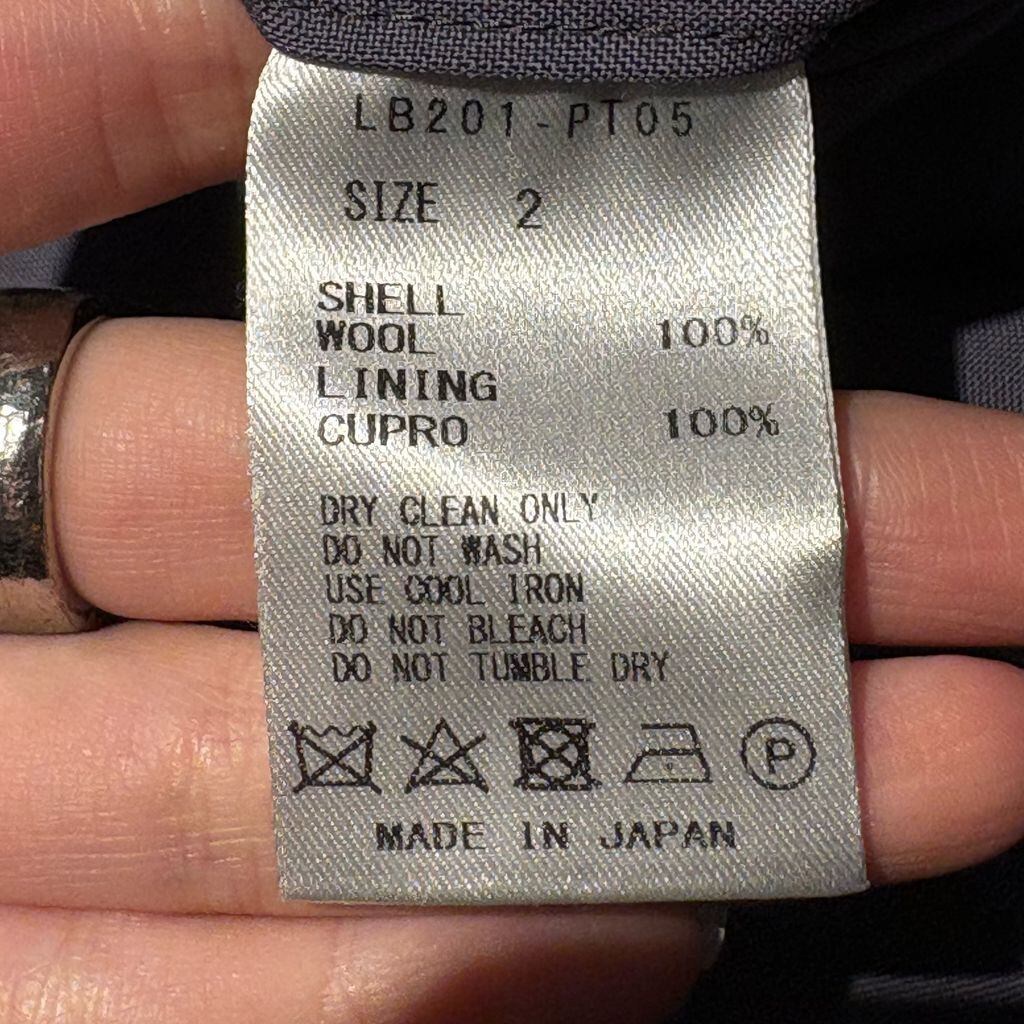 LB201-PT05
SIZE 2
SHELL
WOOL 100%
LINING
CUPRO 100%
DRY CLEAN ONLY
DO NOT WASH
USE COOL IRON
DO NOT BLEACH
DO NOT TUMBLE DRY
P
MADE IN JAPAN